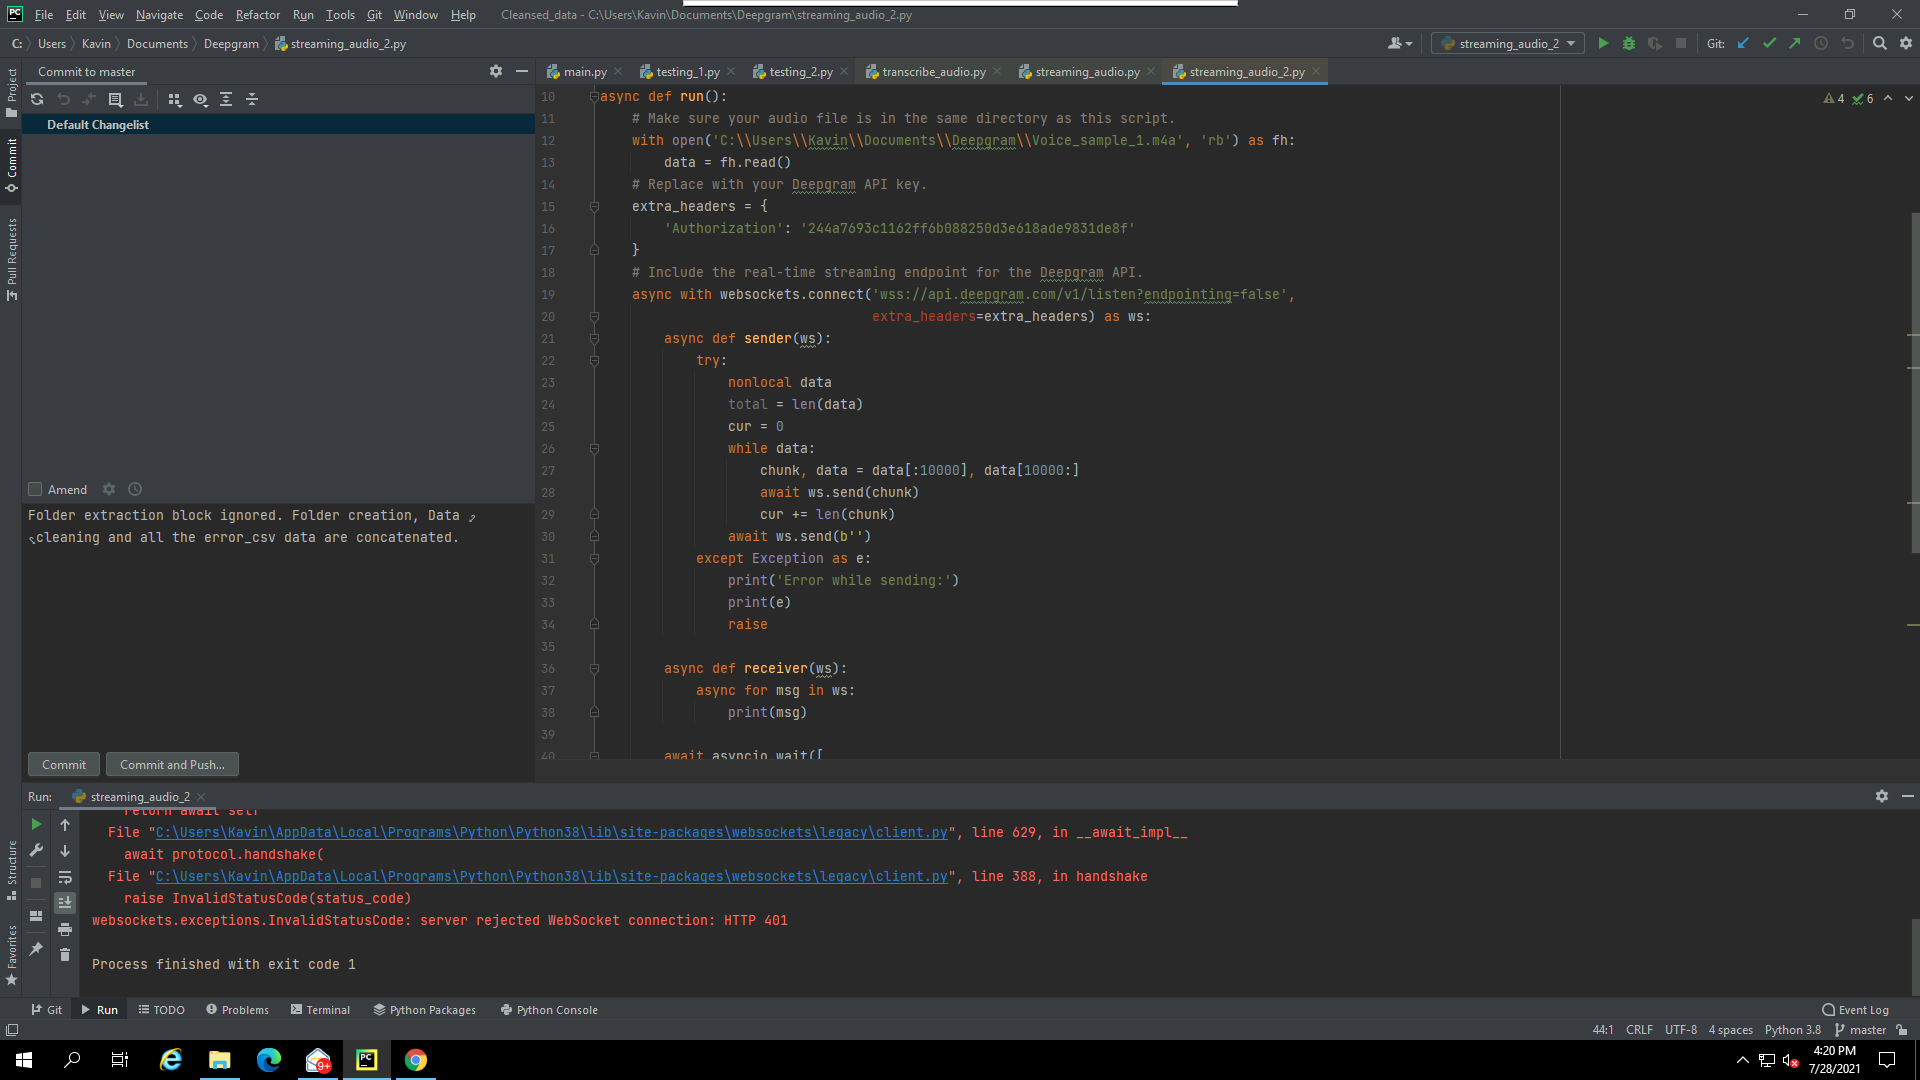 PC File Edit View Navigate Code Refactor Run Tools Git Window Help Cleansed_data - C:\Users\Kavin\Documents\Deepgram\streaming_audio_2.py
C: Users Kavin Documents Deepgram streaming_audio_2.py streaming_audio_2 Git:
Commit to master main.py testing_1.py testing_2.py transcribe_audio.py streaming_audio.py streaming_audio_2.py
Project
Commit
Pull Requests
Default Changelist
4 6
10 async def run():
11 # Make sure your audio file is in the same directory as this script.
12 with open('C:\\Users\\Kavin\\Documents\\Deepgram\\Voice_sample_1.m4a', 'rb') as fh:
13 data = fh.read()
14 # Replace with your Deepgram API key.
15 extra_headers = {
16 'Authorization': '244a7693c1162ff6b088250d3e618ade9831de8f'
17 }
18 # Include the real-time streaming endpoint for the Deepgram API.
19 async with websockets.connect('wss://api.deepgram.com/v1/listen?endpointing=false',
20 extra_headers=extra_headers) as ws:
21 async def sender(ws):
22 try:
23 nonlocal data
24 total = len(data)
25 cur = 0
26 while data:
27 chunk, data = data[:10000], data[10000:]
28 await ws.send(chunk)
29 cur += len(chunk)
30 await ws.send(b'')
31 except Exception as e:
32 print('Error while sending:')
33 print(e)
34 raise
35
36 async def receiver(ws):
37 async for msg in ws:
38 print(msg)
39
40 await asyncio.wait([
Amend
Folder extraction block ignored. Folder creation, Data
cleaning and all the error_csv data are concatenated.
Commit Commit and Push...
Run: streaming_audio_2
Structure
Favorites
return await self
File "C:\Users\Kavin\AppData\Local\Programs\Python\Python38\lib\site-packages\websockets\legacy\client.py", line 629, in __await_impl__
await protocol.handshake(
File "C:\Users\Kavin\AppData\Local\Programs\Python\Python38\lib\site-packages\websockets\legacy\client.py", line 388, in handshake
raise InvalidStatusCode(status_code)
websockets.exceptions.InvalidStatusCode: server rejected WebSocket connection: HTTP 401
Process finished with exit code 1
Git Run TODO Problems Terminal Python Packages Python Console Event Log
44:1 CRLF UTF-8 4 spaces Python 3.8 master
9+ PC
4:20 PM
7/28/2021